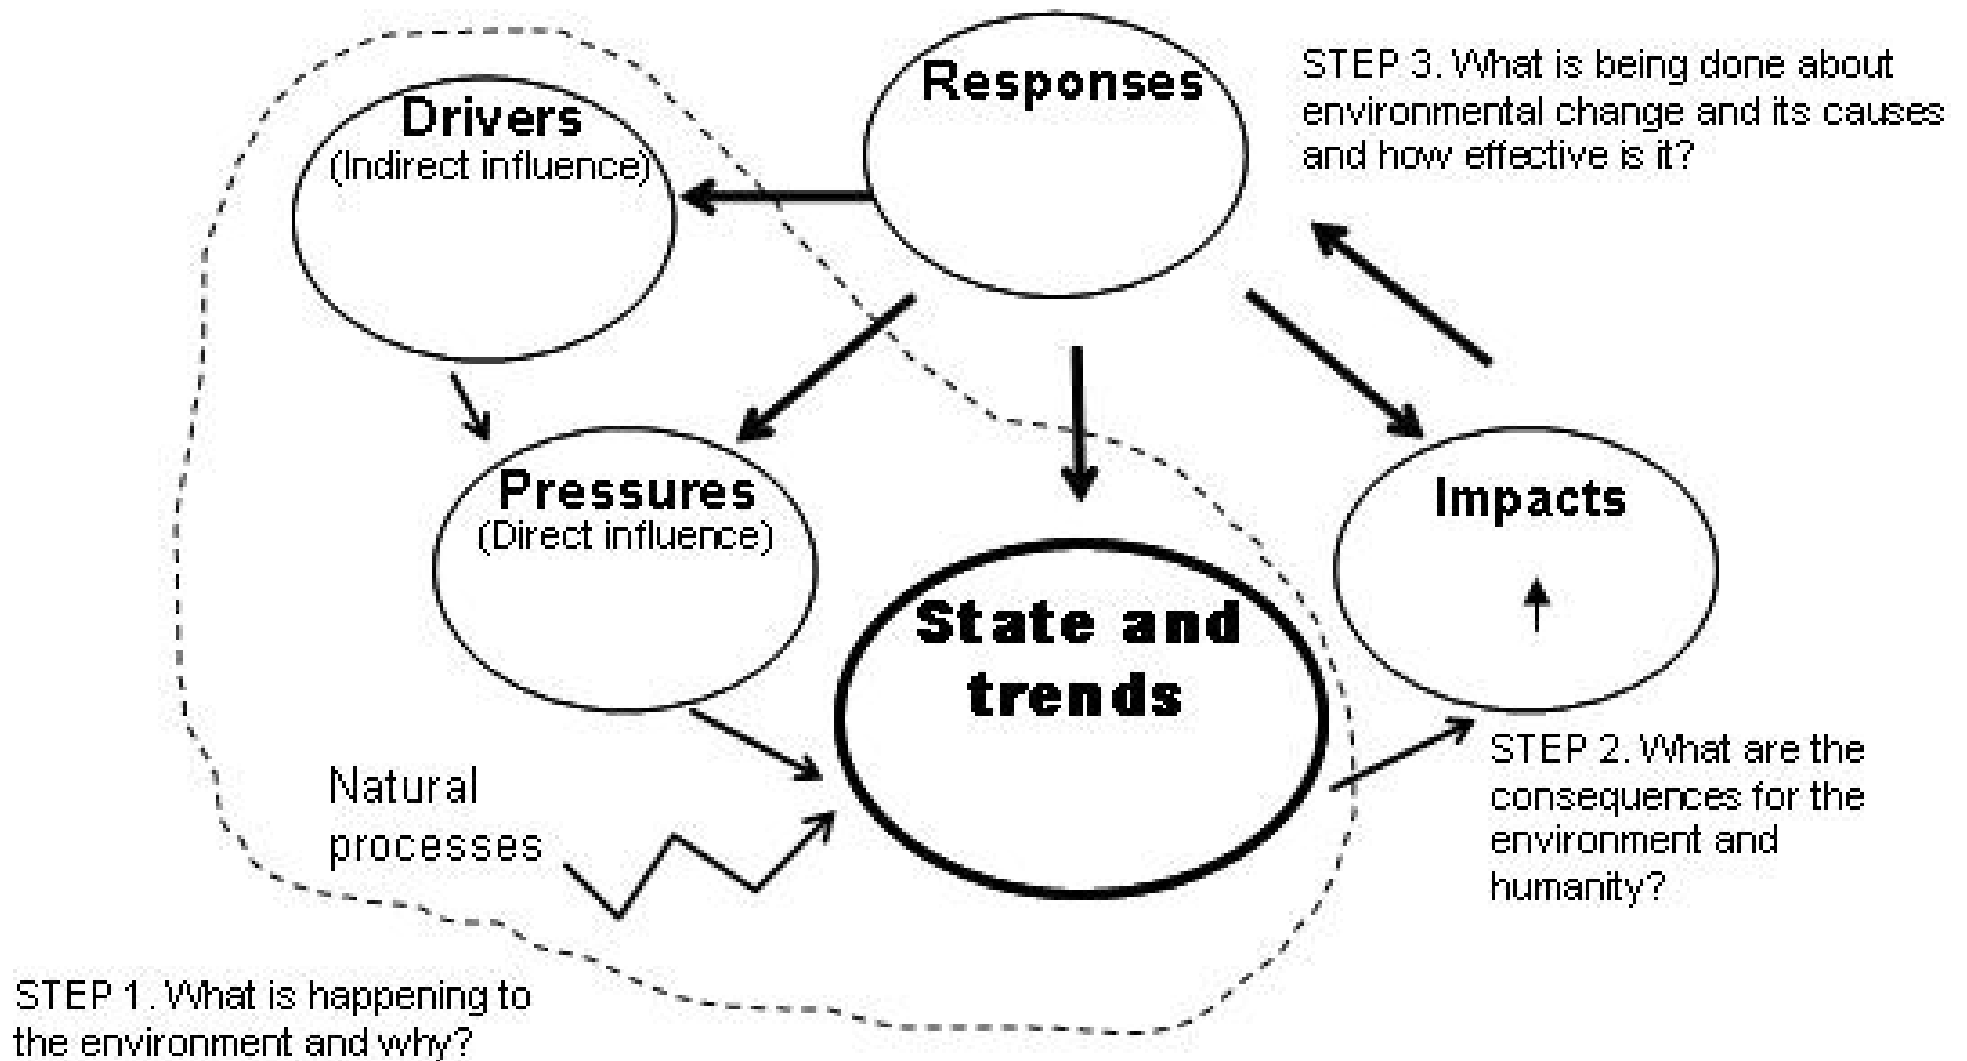 Responses
STEP 3. What is being done about
environmental change and its causes
and how effective is it?
Drivers
(Indirect influence)
Pressures
(Direct influence)
Impacts
State and
trends
Natural
processes
STEP 2. What are the
consequences for the
environment and
humanity?
STEP 1. What is happening to
the environment and why?